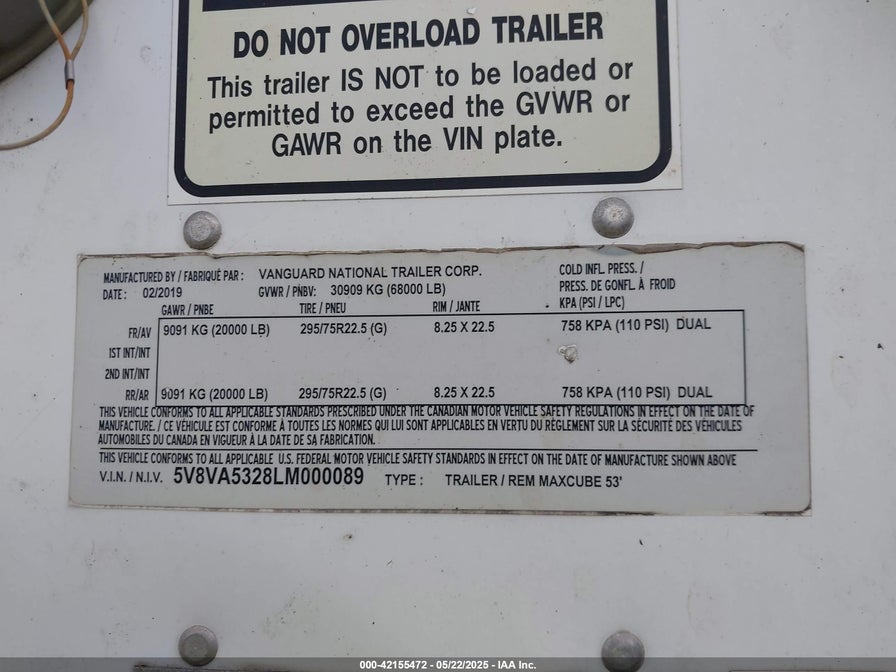 DO NOT OVERLOAD TRAILER
This trailer IS NOT to be loaded or
permitted to exceed the GVWR or
GAWR on the VIN plate.
MANUFACTURED BY / FABRIQUÉ PAR : VANGUARD NATIONAL TRAILER CORP. COLD INFL. PRESS. /
DATE : 02/2019 GVWR / PNBV: 30909 KG (68000 LB) PRESS. DE GONFL À FROID
GAWR / PNBE TIRE / PNEU RIM / JANTE KPA (PSI / LPC)
FR/AV 9091 KG (20000 LB) 295/75R22.5 (G) 8.25 X 22.5 758 KPA (110 PSI) DUAL
1ST INT/INT
2ND INT/INT
RR/AR 9091 KG (20000 LB) 295/75R22.5 (G) 8.25 X 22.5 758 KPA (110 PSI) DUAL
THIS VEHICLE CONFORMS TO ALL APPLICABLE STANDARDS PRESCRIBED UNDER THE CANADIAN MOTOR VEHICLE SAFETY REGULATIONS IN EFFECT ON THE DATE OF
MANUFACTURE. / CE VÉHICULE EST CONFORME À TOUTES LES NORMES QUI LUI SONT APPLICABLES EN VERTU DU RÈGLEMENT SUR LA SÉCURITÉ DES VÉHICULES
AUTOMOBILES DU CANADA EN VIGUEUR À LA DATE DE SA FABRICATION.
THIS VEHICLE CONFORMS TO ALL APPLICABLE U.S. FEDERAL MOTOR VEHICLE SAFETY STANDARDS IN EFFECT ON THE DATE OF MANUFACTURE SHOWN ABOVE
V.I.N. / N.I.V. 5V8VA5328LM000089 TYPE : TRAILER / REM MAXCUBE 53'
000-42155472 - 05/22/2025 - IAA Inc.